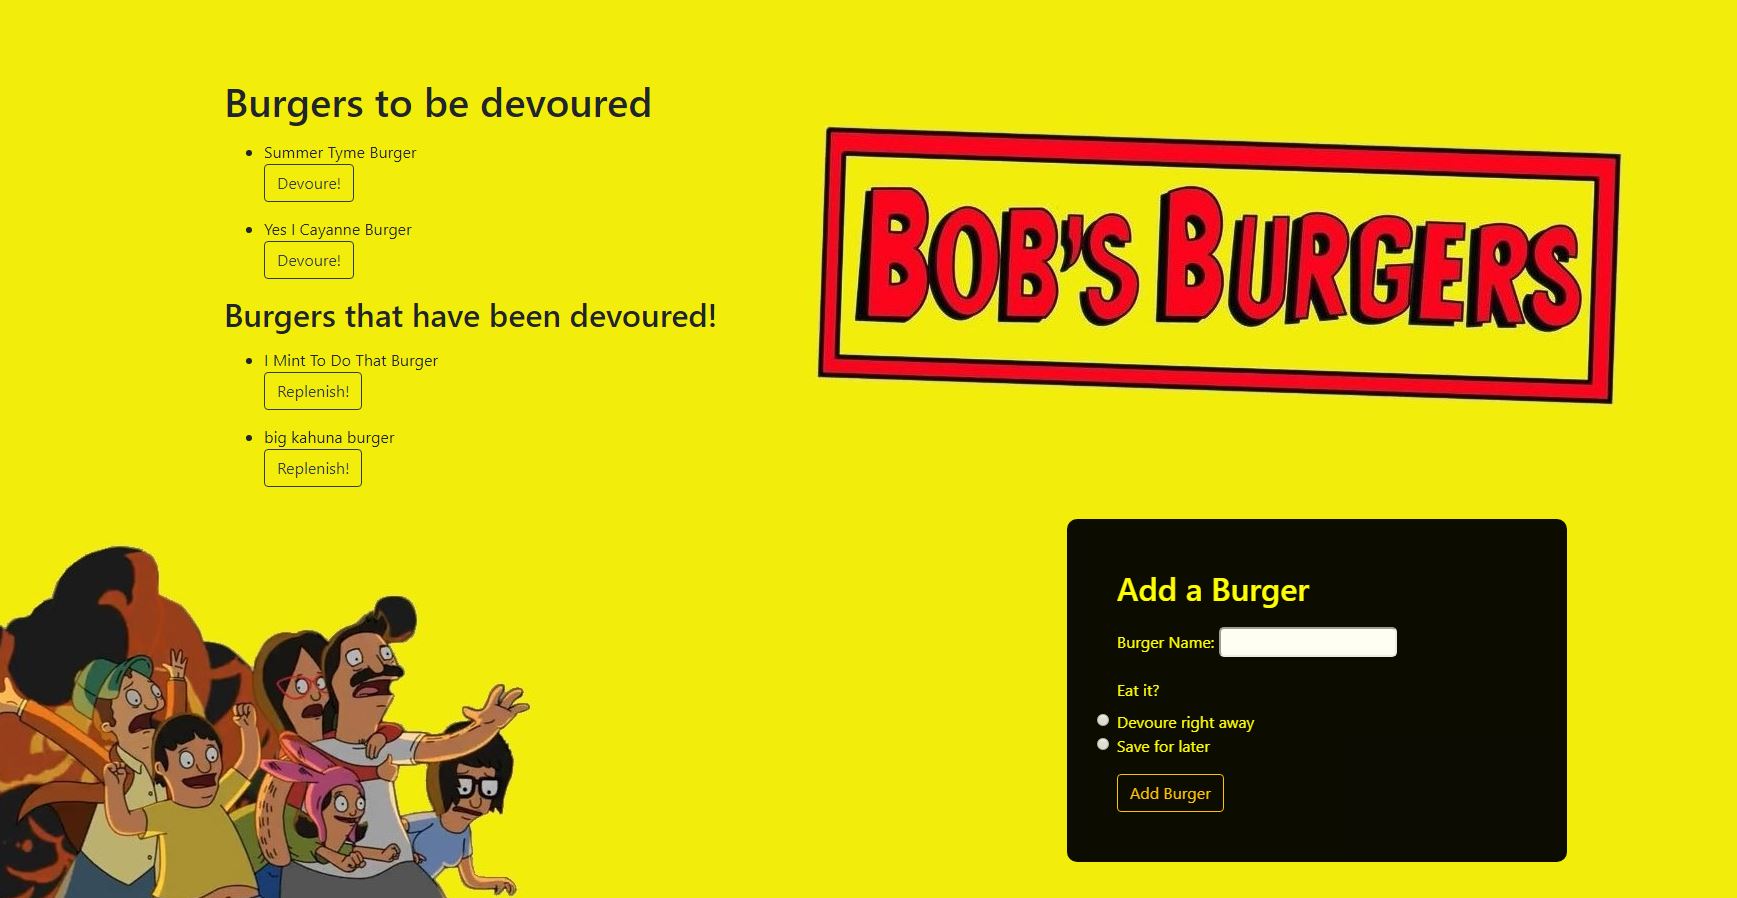 Burgers to be devoured
Summer Tyme Burger
Devoure!
Yes I Cayanne Burger
Devoure!
Burgers that have been devoured!
I Mint To Do That Burger
Replenish!
big kahuna burger
Replenish!
BOB'S BURGERS
Add a Burger
Burger Name:
Eat it?
Devoure right away
Save for later
Add Burger